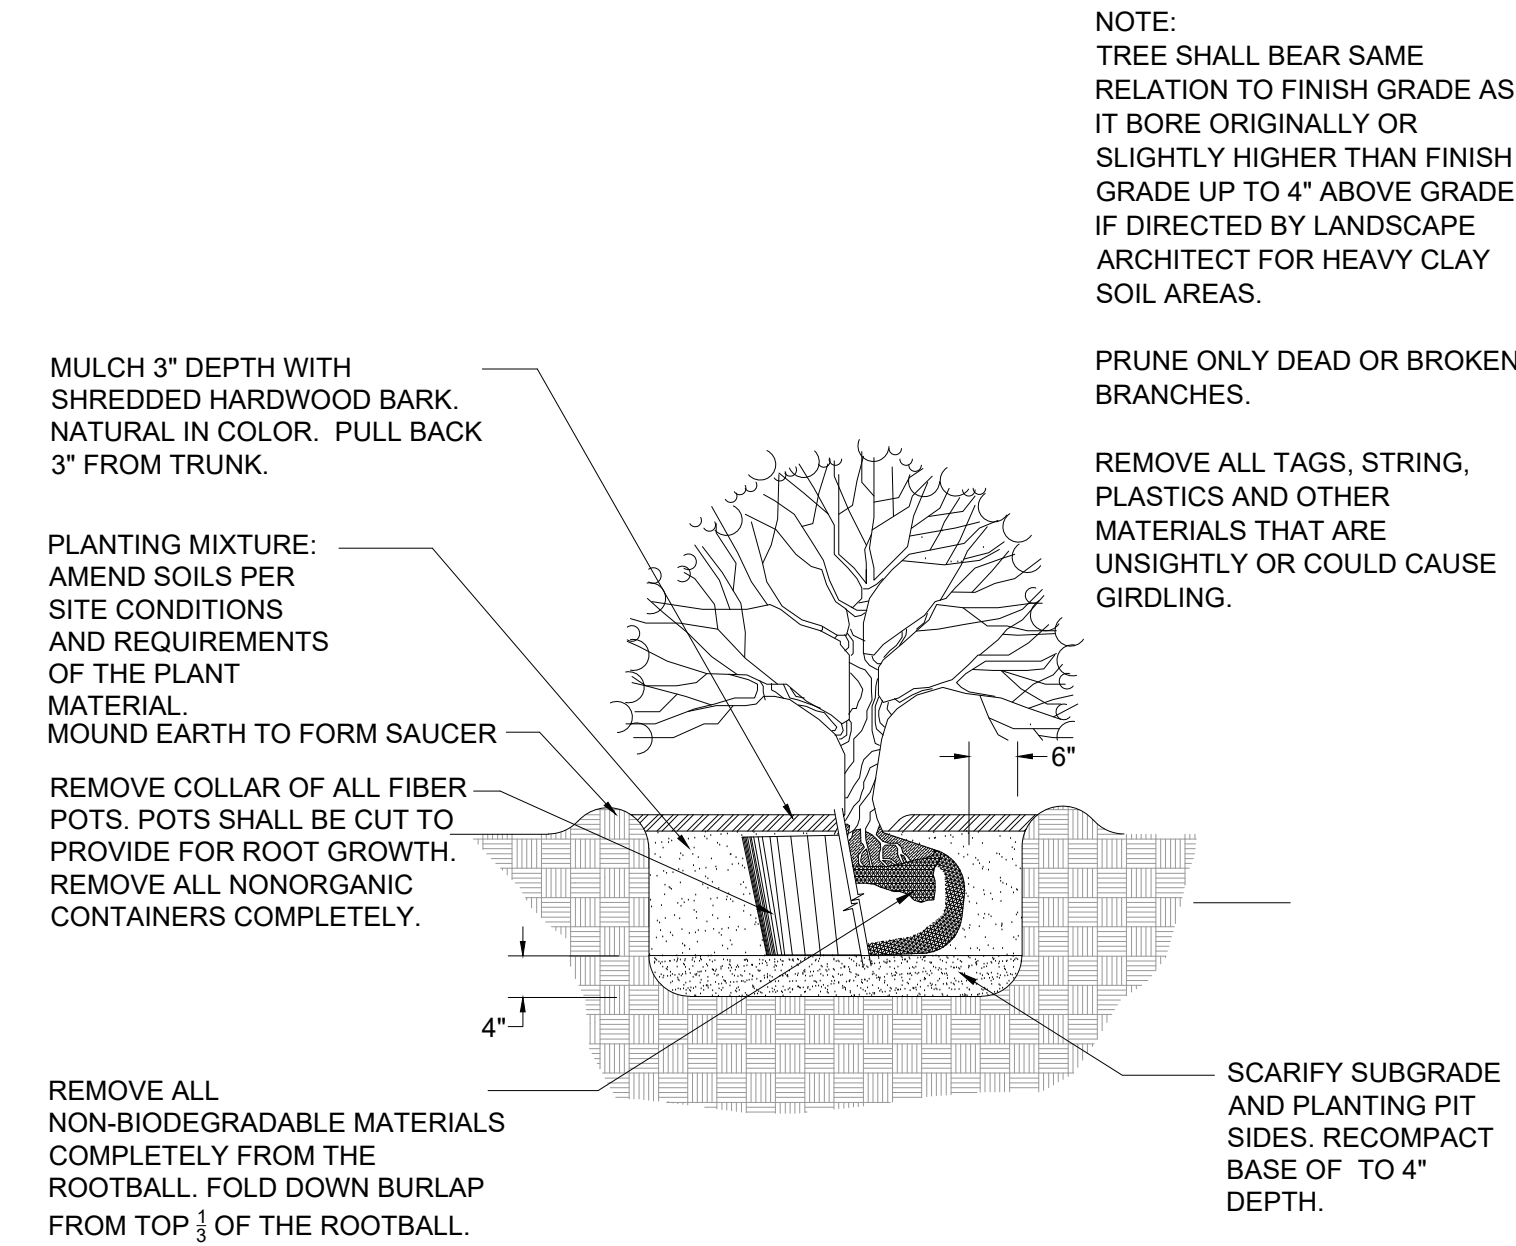 NOTE:
TREE SHALL BEAR SAME
RELATION TO FINISH GRADE AS
IT BORE ORIGINALLY OR
SLIGHTLY HIGHER THAN FINISH
GRADE UP TO 4" ABOVE GRADE
IF DIRECTED BY LANDSCAPE
ARCHITECT FOR HEAVY CLAY
SOIL AREAS.
PRUNE ONLY DEAD OR BROKEN
BRANCHES.
REMOVE ALL TAGS, STRING,
PLASTICS AND OTHER
MATERIALS THAT ARE
UNSIGHTLY OR COULD CAUSE
GIRDLING.
MULCH 3" DEPTH WITH
SHREDDED HARDWOOD BARK.
NATURAL IN COLOR. PULL BACK
3" FROM TRUNK.
PLANTING MIXTURE:
AMEND SOILS PER
SITE CONDITIONS
AND REQUIREMENTS
OF THE PLANT
MATERIAL.
MOUND EARTH TO FORM SAUCER
REMOVE COLLAR OF ALL FIBER
POTS. POTS SHALL BE CUT TO
PROVIDE FOR ROOT GROWTH.
REMOVE ALL NONORGANIC
CONTAINERS COMPLETELY.
6"
4"
REMOVE ALL
NON-BIODEGRADABLE MATERIALS
COMPLETELY FROM THE
ROOTBALL. FOLD DOWN BURLAP
FROM TOP 1/3 OF THE ROOTBALL.
SCARIFY SUBGRADE
AND PLANTING PIT
SIDES. RECOMPACT
BASE OF TO 4"
DEPTH.